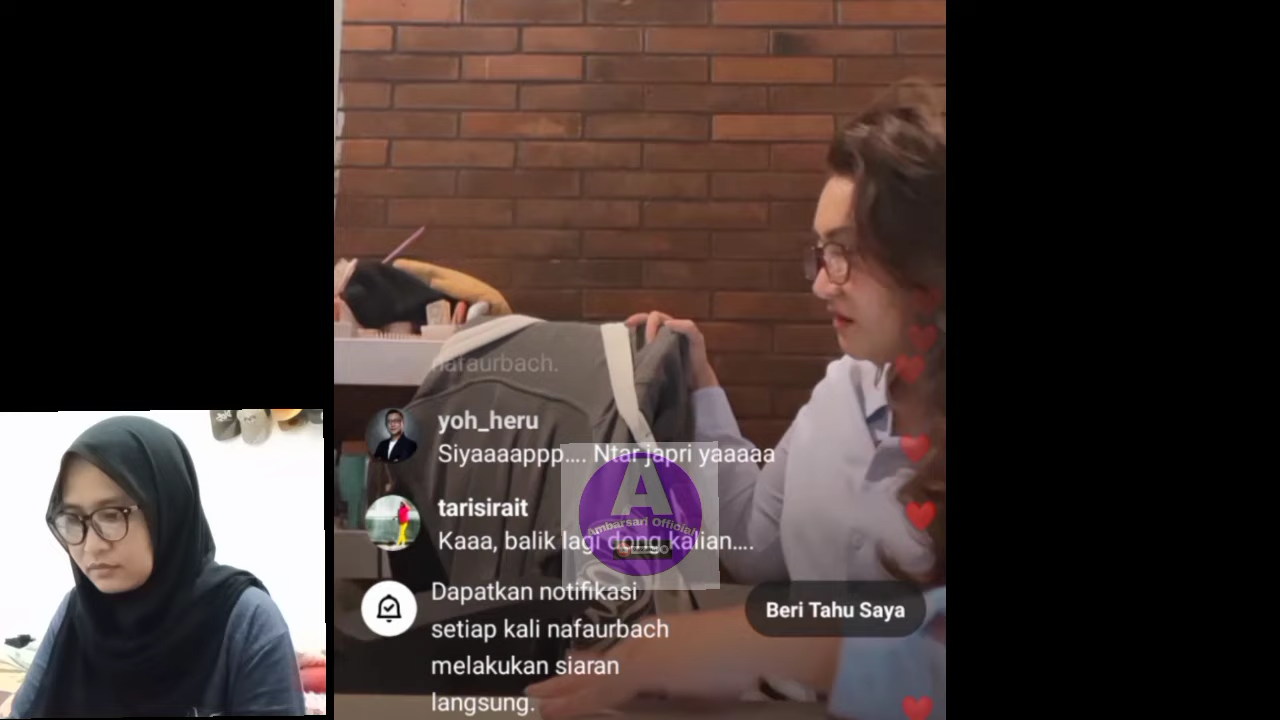 nafaurbach.
yoh_heru
Siyaaaappp.... Ntar japri yaaaaa
tarisirait
Kaaa, balik lagi dong kalian....
A
Ambarsari Official
Dapatkan notifikasi
setiap kali nafaurbach
melakukan siaran
langsung.
Beri Tahu Saya